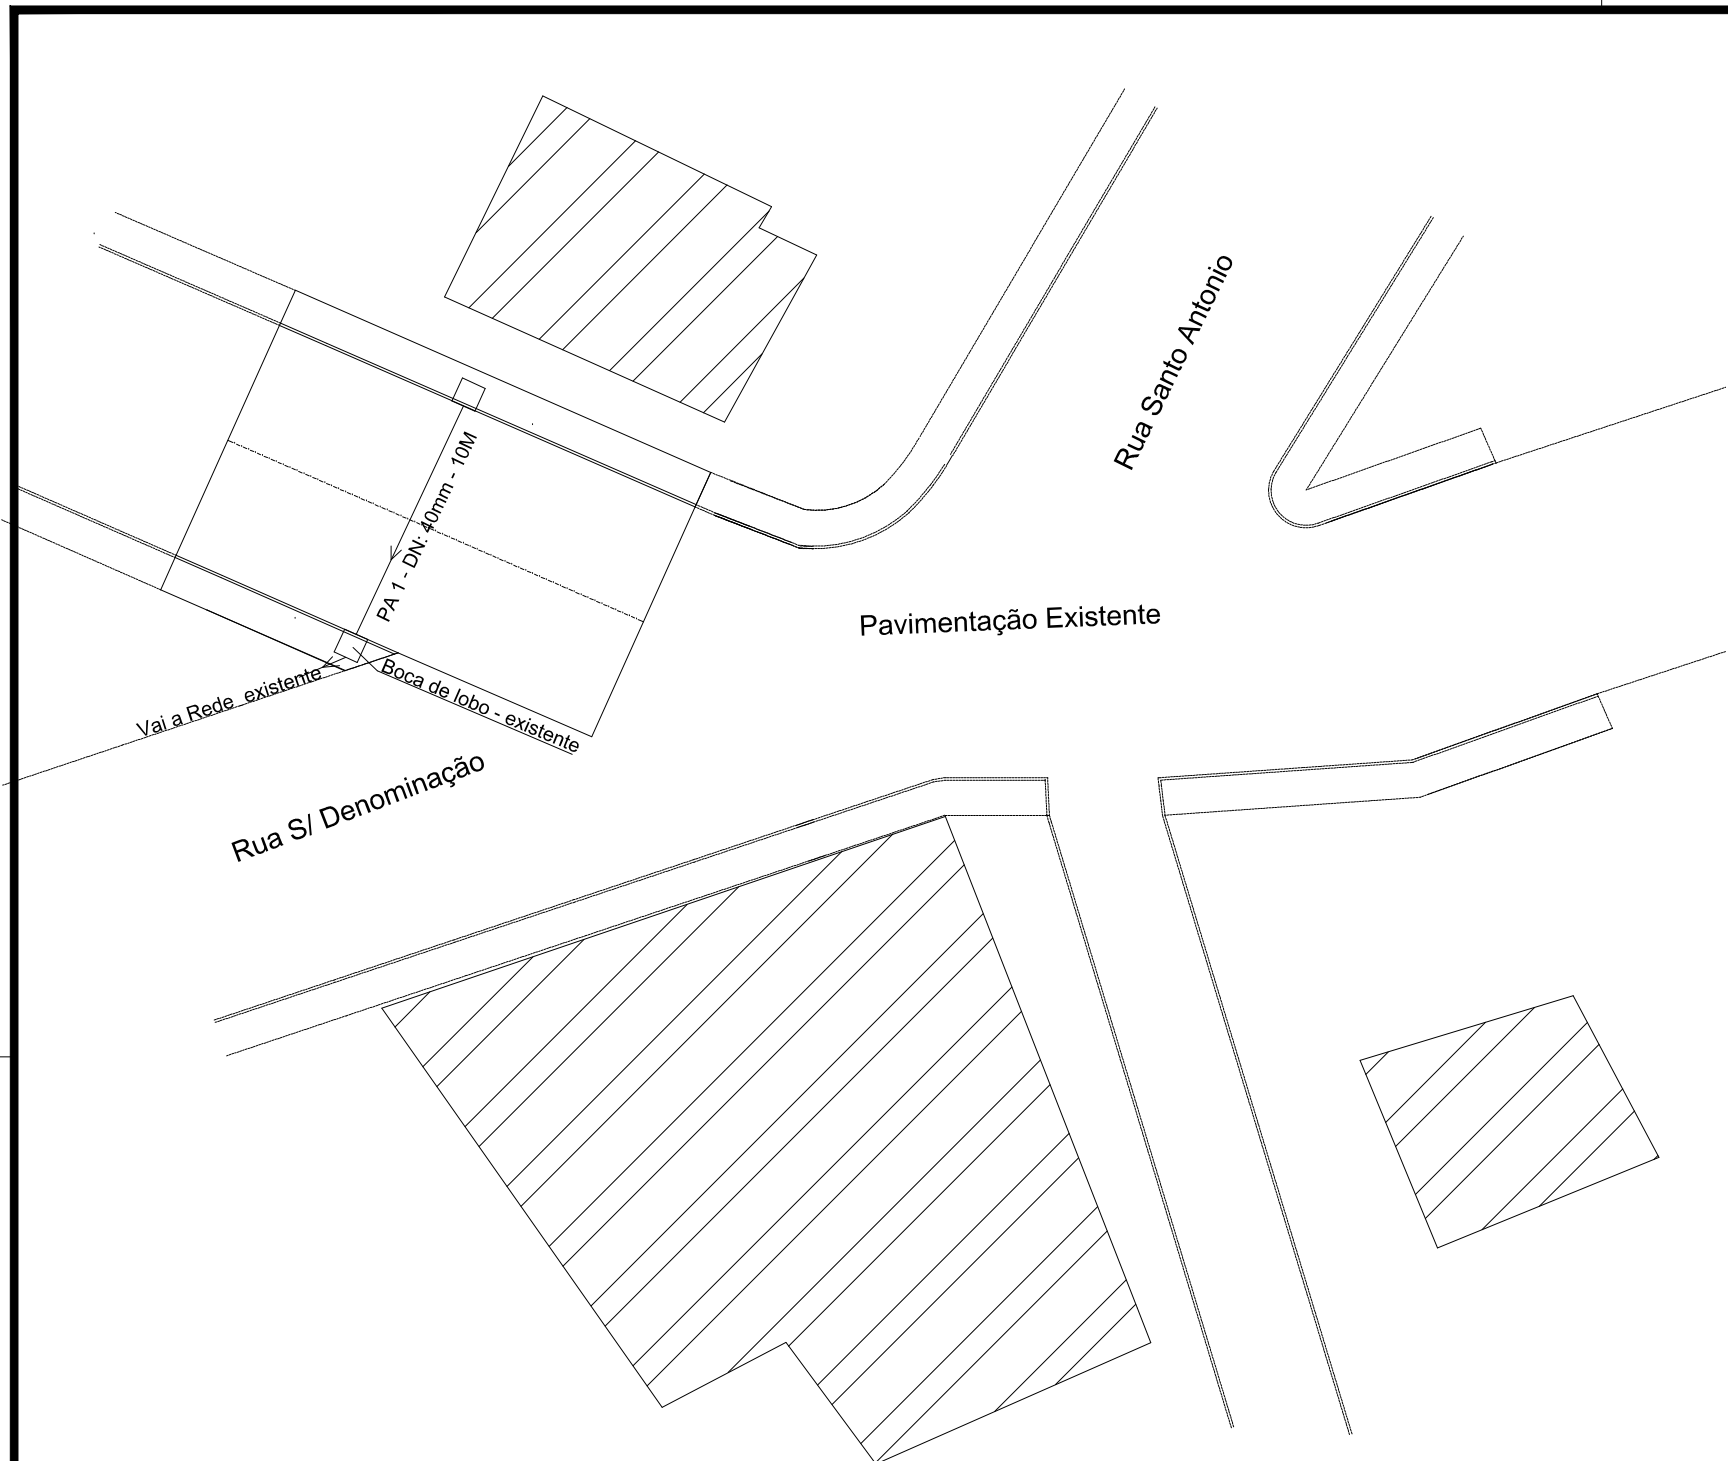 Rua Santo Antonio
PA 1 - DN: 40mm - 10M
Pavimentação Existente
Vai a Rede existente
Boca de lobo - existente
Rua S/ Denominação